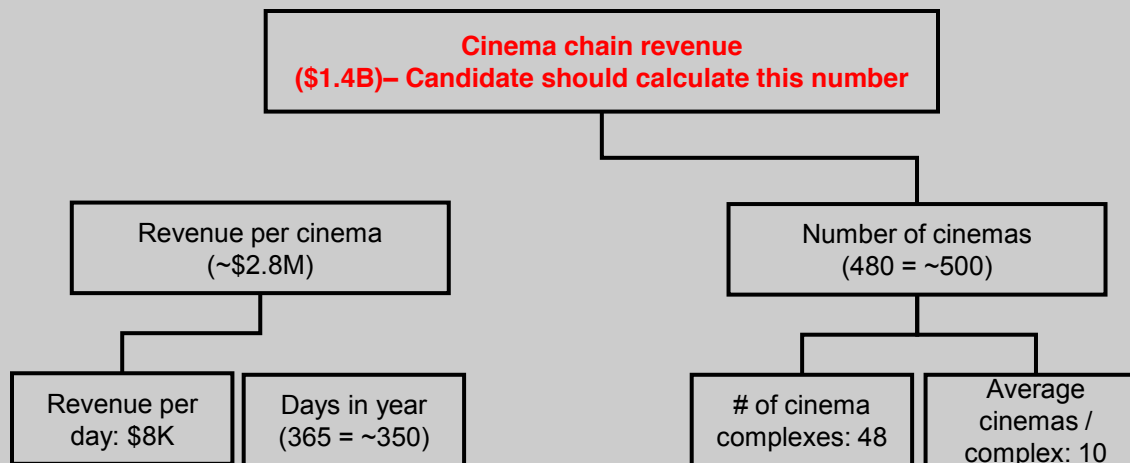 Cinema chain revenue
($1.4B)– Candidate should calculate this number
Revenue per cinema
(~$2.8M)
Number of cinemas
(480 = ~500)
Revenue per
day: $8K
Days in year
(365 = ~350)
# of cinema
complexes: 48
Average
cinemas /
complex: 10